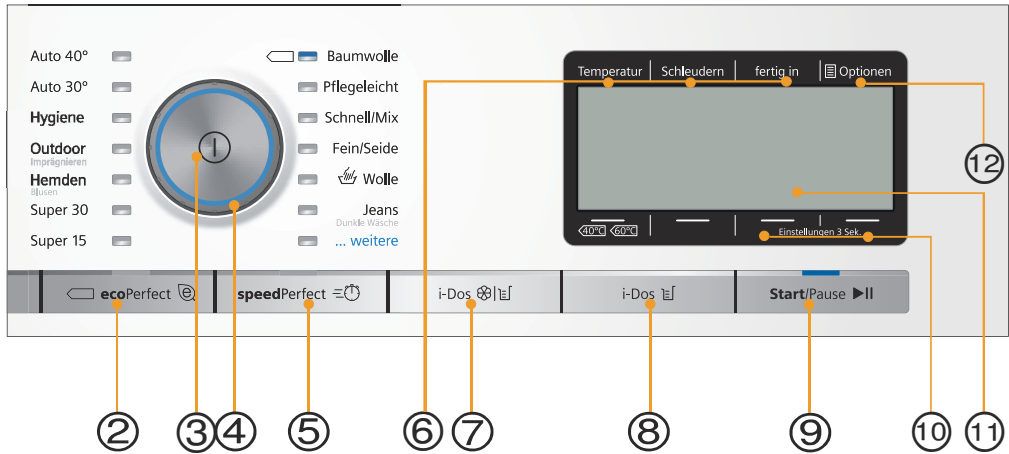 Auto 40°
Auto 30°
Hygiene
Outdoor
Imprägnieren
Hemden
Blusen
Super 30
Super 15
Baumwolle
Pflegeleicht
Schnell/Mix
Fein/Seide
Wolle
Jeans
Dunkle Wäsche
... weitere
Temperatur Schleudern fertig in Optionen
40°C 60°C Einstellungen 3 Sek.
ecoPerfect e
speedPerfect
i-Dos
i-Dos
Start/Pause
② ③ ④ ⑤ ⑥ ⑦ ⑧ ⑨ ⑩ ⑪
⑫